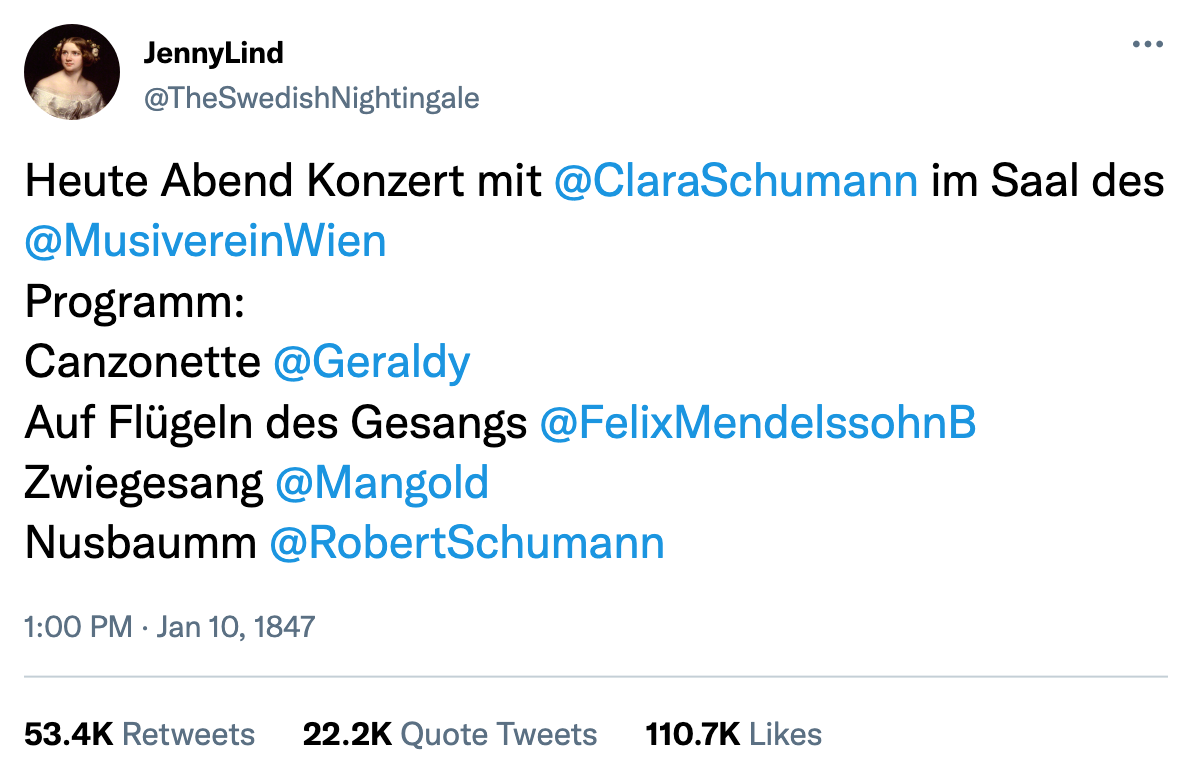 JennyLind
@TheSwedishNightingale
Heute Abend Konzert mit @ClaraSchumann im Saal des
@MusivereinWien
Programm:
Canzonette @Geraldy
Auf Flügeln des Gesangs @FelixMendelssohnB
Zwiegesang @Mangold
Nusbaumm @RobertSchumann
1:00 PM · Jan 10, 1847
53.4K Retweets 22.2K Quote Tweets 110.7K Likes